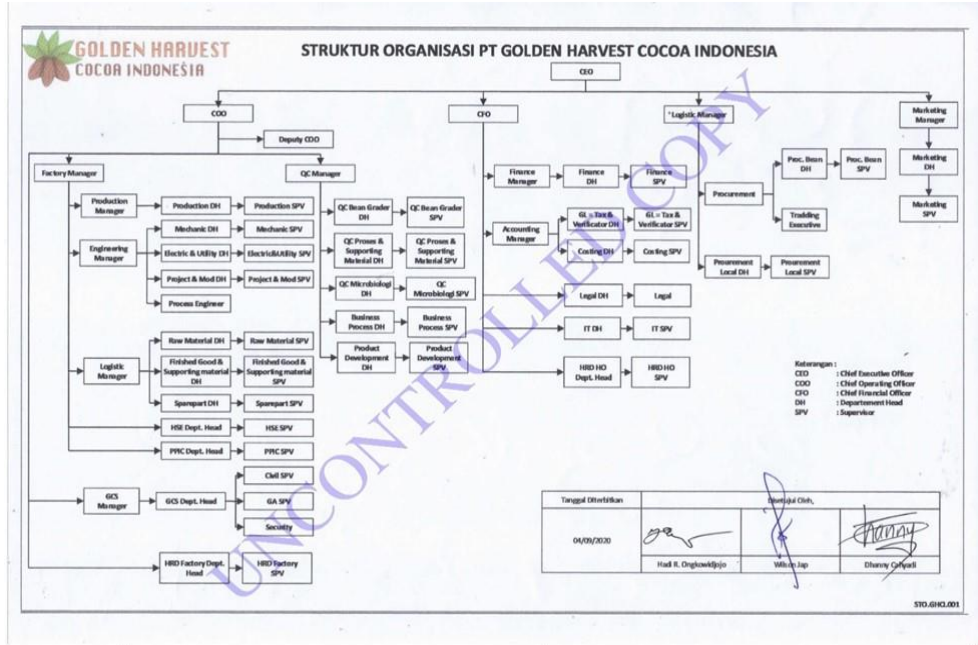 GOLDEN HARVEST
COCOA INDONESIA
STRUKTUR ORGANISASI PT GOLDEN HARVEST COCOA INDONESIA
CEO
COO
CFO
*Logistic Manager
Marketing
Manager
Deputy COO
Factory Manager
QC Manager
Finance
Manager
Finance
DH
Finance
SPV
Proc. Bean
DH
Proc. Bean
SPV
Marketing
DH
Procurement
Marketing
SPV
Production
Manager
Production DH
Production SPV
QC Bean Grader
DH
QC Bean Grader
SPV
Accounting
Manager
GL = Tax &
Verificator DH
GL = Tax &
Verificator SPV
Tradding
Executive
Engineering
Manager
Mechanic DH
Mechanic SPV
Electric & Utility DH
Electric&Utility SPV
QC Proses &
Supporting
Material DH
QC Proses &
Supporting
Material SPV
Costing DH
Costing SPV
Procurement
Local DH
Procurement
Local SPV
Project & Mod DH
Project & Mod SPV
QC Microbiologi
DH
QC
Microbiologi SPV
Legal DH
Legal
Process Engineer
Business
Process DH
Business
Process SPV
IT DH
IT SPV
Logistic
Manager
Raw Material DH
Raw Material SPV
Product
Development
DH
Product
Development
SPV
HRD HO
Dept. Head
HRD HO
SPV
Finished Good &
Supporting material
DH
Finished Good &
Supporting material
SPV
Sparepart DH
Sparepart SPV
HSE Dept. Head
HSE SPV
PMC Dept. Head
PMC SPV
GCS
Manager
GCS Dept. Head
Civil SPV
GA SPV
Security
HRD Factory Dept.
Head
HRD Factory
SPV
Keterangan :
CEO : Chief Executive Officer
COO : Chief Operating Officer
CFO : Chief Financial Officer
DH : Departement Head
SPV : Supervisor
Tanggal Diterbitkan
Disetujui Oleh,
04/09/2020
Hadi R. Ongkowidjojo
Wilson Jap
Dhanny Cahyadi
STO.GHO.001
UNCONTROLLED COPY